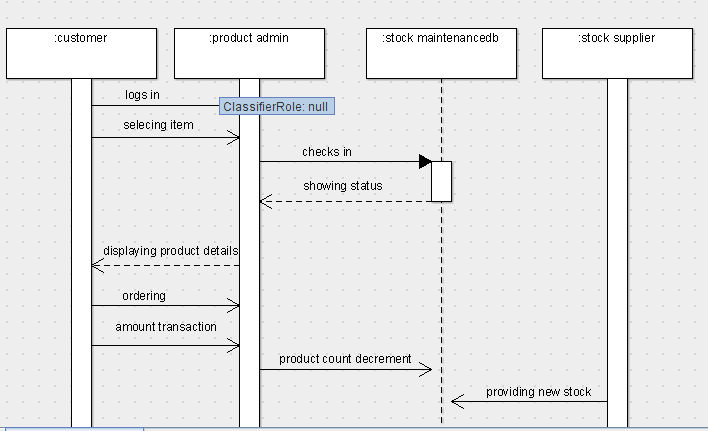 :customer
:product admin
:stock maintenancedb
:stock supplier
logs in
ClassifierRole: null
selecing item
checks in
showing status
displaying product details
ordering
amount transaction
product count decrement
providing new stock